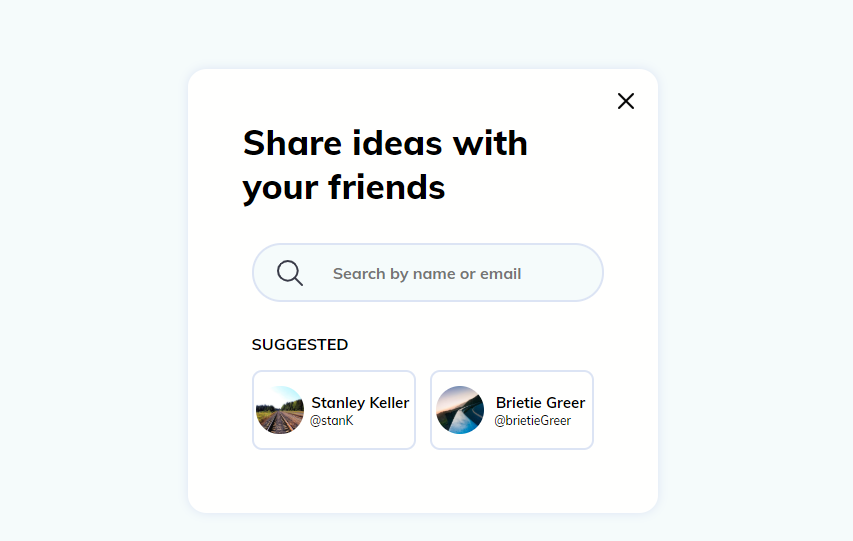 Share ideas with
your friends
Search by name or email
SUGGESTED
Stanley Keller
@stanK
Brietie Greer
@brietieGreer